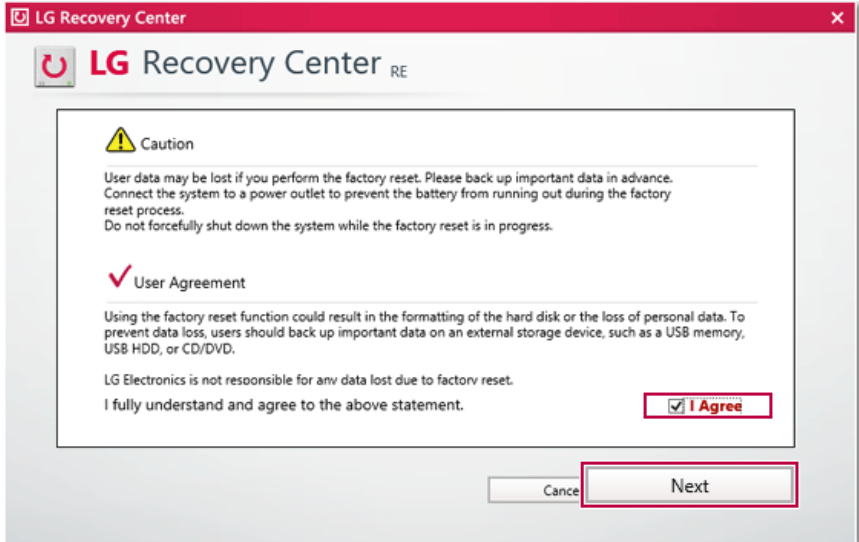 LG Recovery Center
LG Recovery Center RE
Caution
User data may be lost if you perform the factory reset. Please back up important data in advance.
Connect the system to a power outlet to prevent the battery from running out during the factory
reset process.
Do not forcefully shut down the system while the factory reset is in progress.
User Agreement
Using the factory reset function could result in the formatting of the hard disk or the loss of personal data. To
prevent data loss, users should back up important data on an external storage device, such as a USB memory,
USB HDD, or CD/DVD.
LG Electronics is not responsible for any data lost due to factory reset.
I fully understand and agree to the above statement.
I Agree
Cance
Next